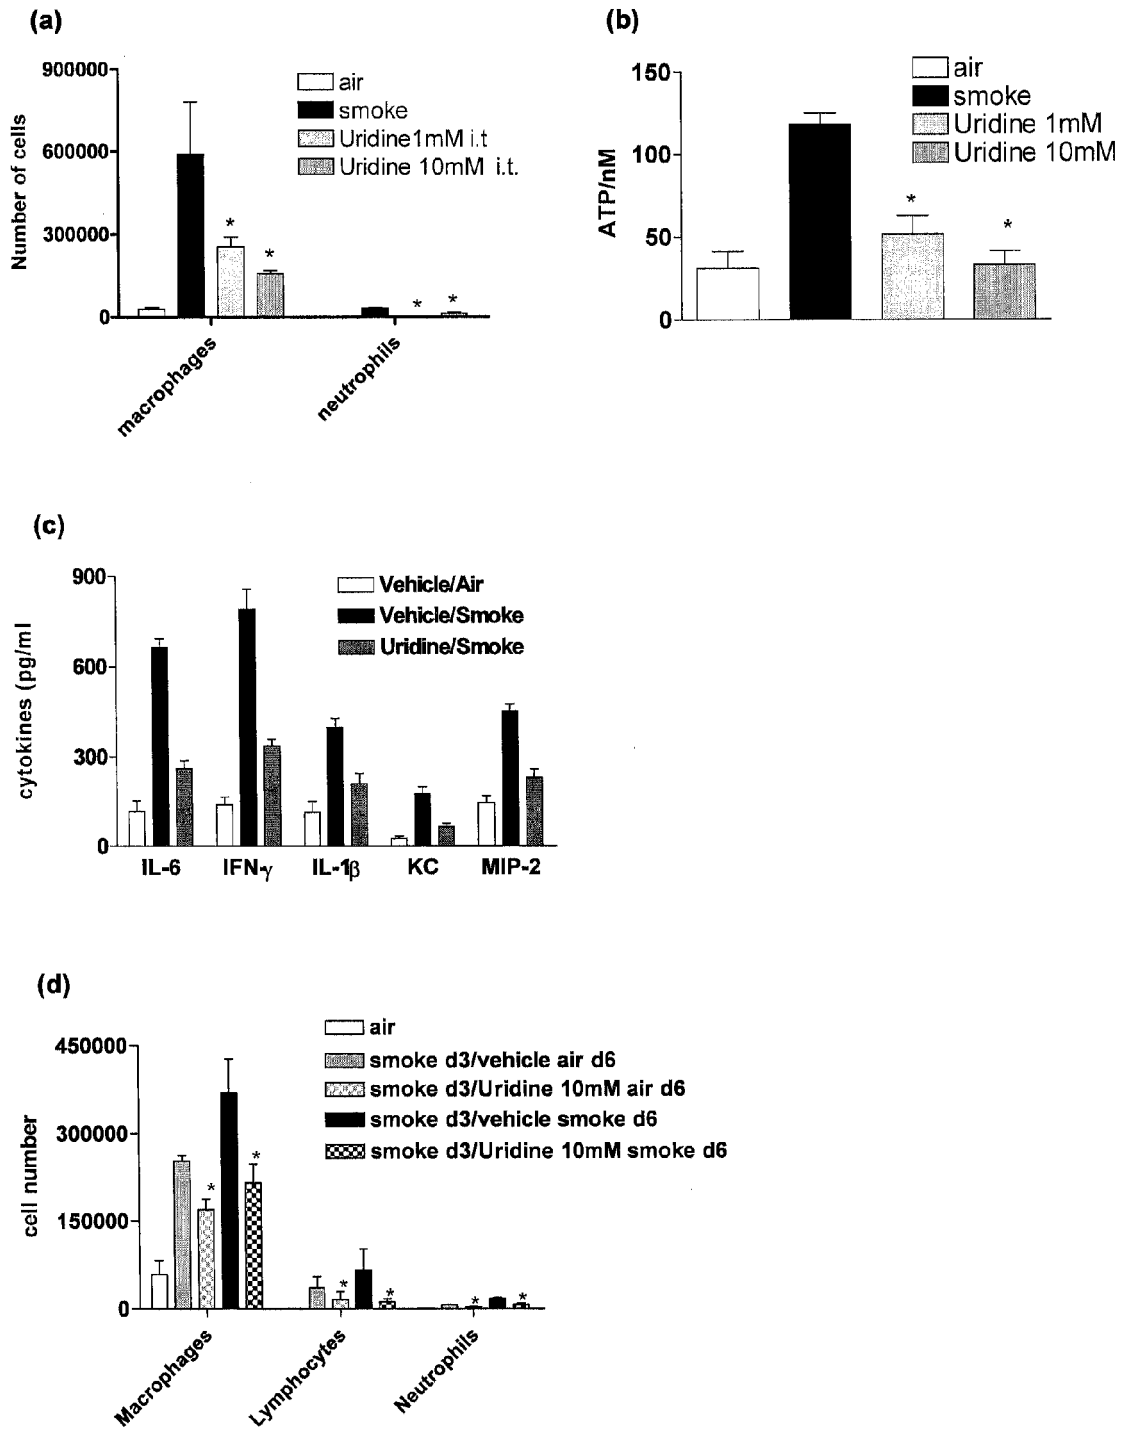 (a)
900000
600000
300000
0
Number of cells
air
smoke
Uridine1mM i.t
Uridine 10mM i.t.
*
*
*
*
macrophages
neutrophils
(b)
150
100
50
0
ATP/nM
air
smoke
Uridine 1mM
Uridine 10mM
*
*
(c)
900
600
300
0
cytokines (pg/ml
Vehicle/Air
Vehicle/Smoke
Uridine/Smoke
IL-6
IFN-γ
IL-1β
KC
MIP-2
(d)
450000
300000
150000
0
cell number
air
smoke d3/vehicle air d6
smoke d3/Uridine 10mM air d6
smoke d3/vehicle smoke d6
smoke d3/Uridine 10mM smoke d6
*
*
*
*
*
*
Macrophages
Lymphocytes
Neutrophils